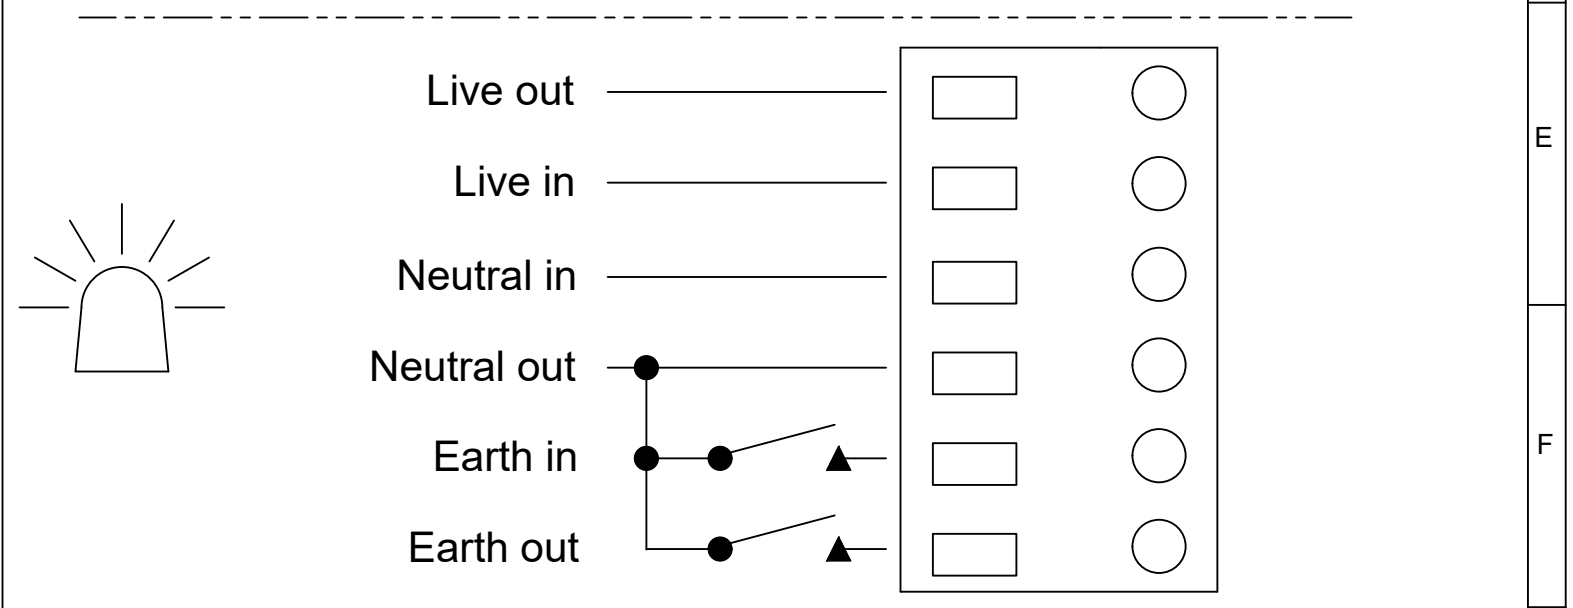 Live out
Live in
Neutral in
Neutral out
Earth in
Earth out
E
F